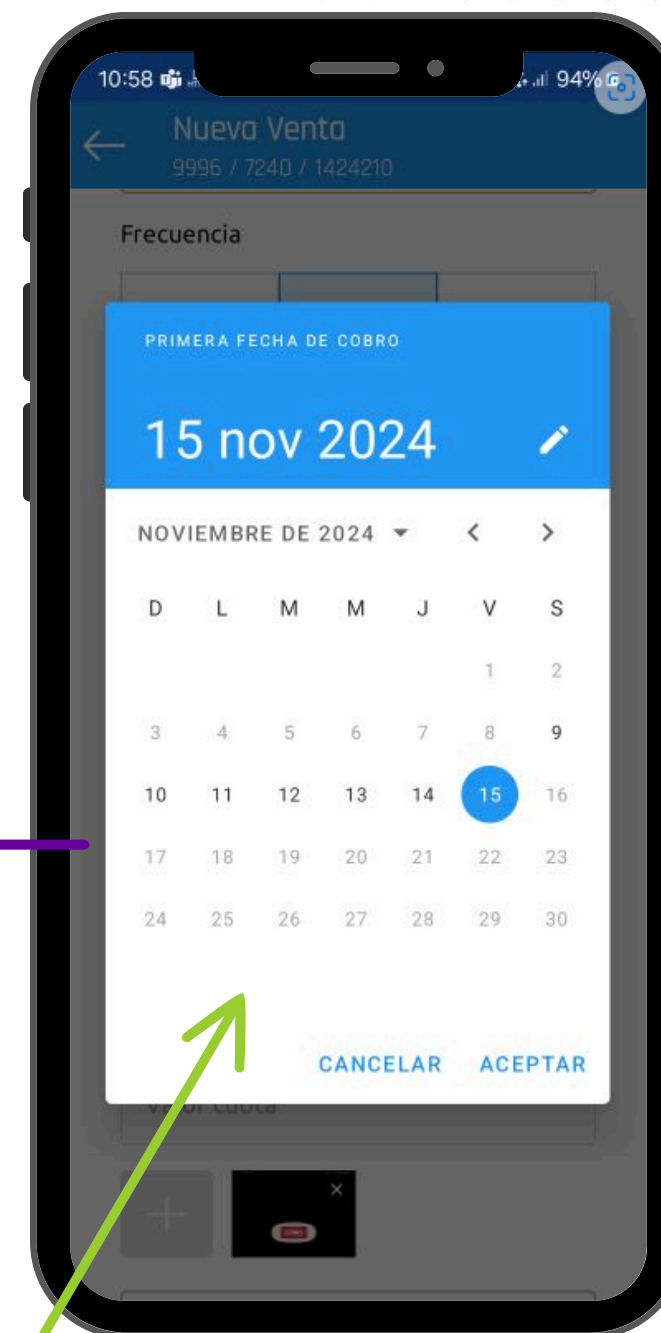 10:58
94%
Nueva Venta
9996 / 7240 / 1424210
Frecuencia
PRIMERA FECHA DE COBRO
15 nov 2024
NOVIEMBRE DE 2024
D L M M J V S
1 2
3 4 5 6 7 8 9
10 11 12 13 14 15 16
17 18 19 20 21 22 23
24 25 26 27 28 29 30
CANCELAR ACEPTAR
Valor cuota